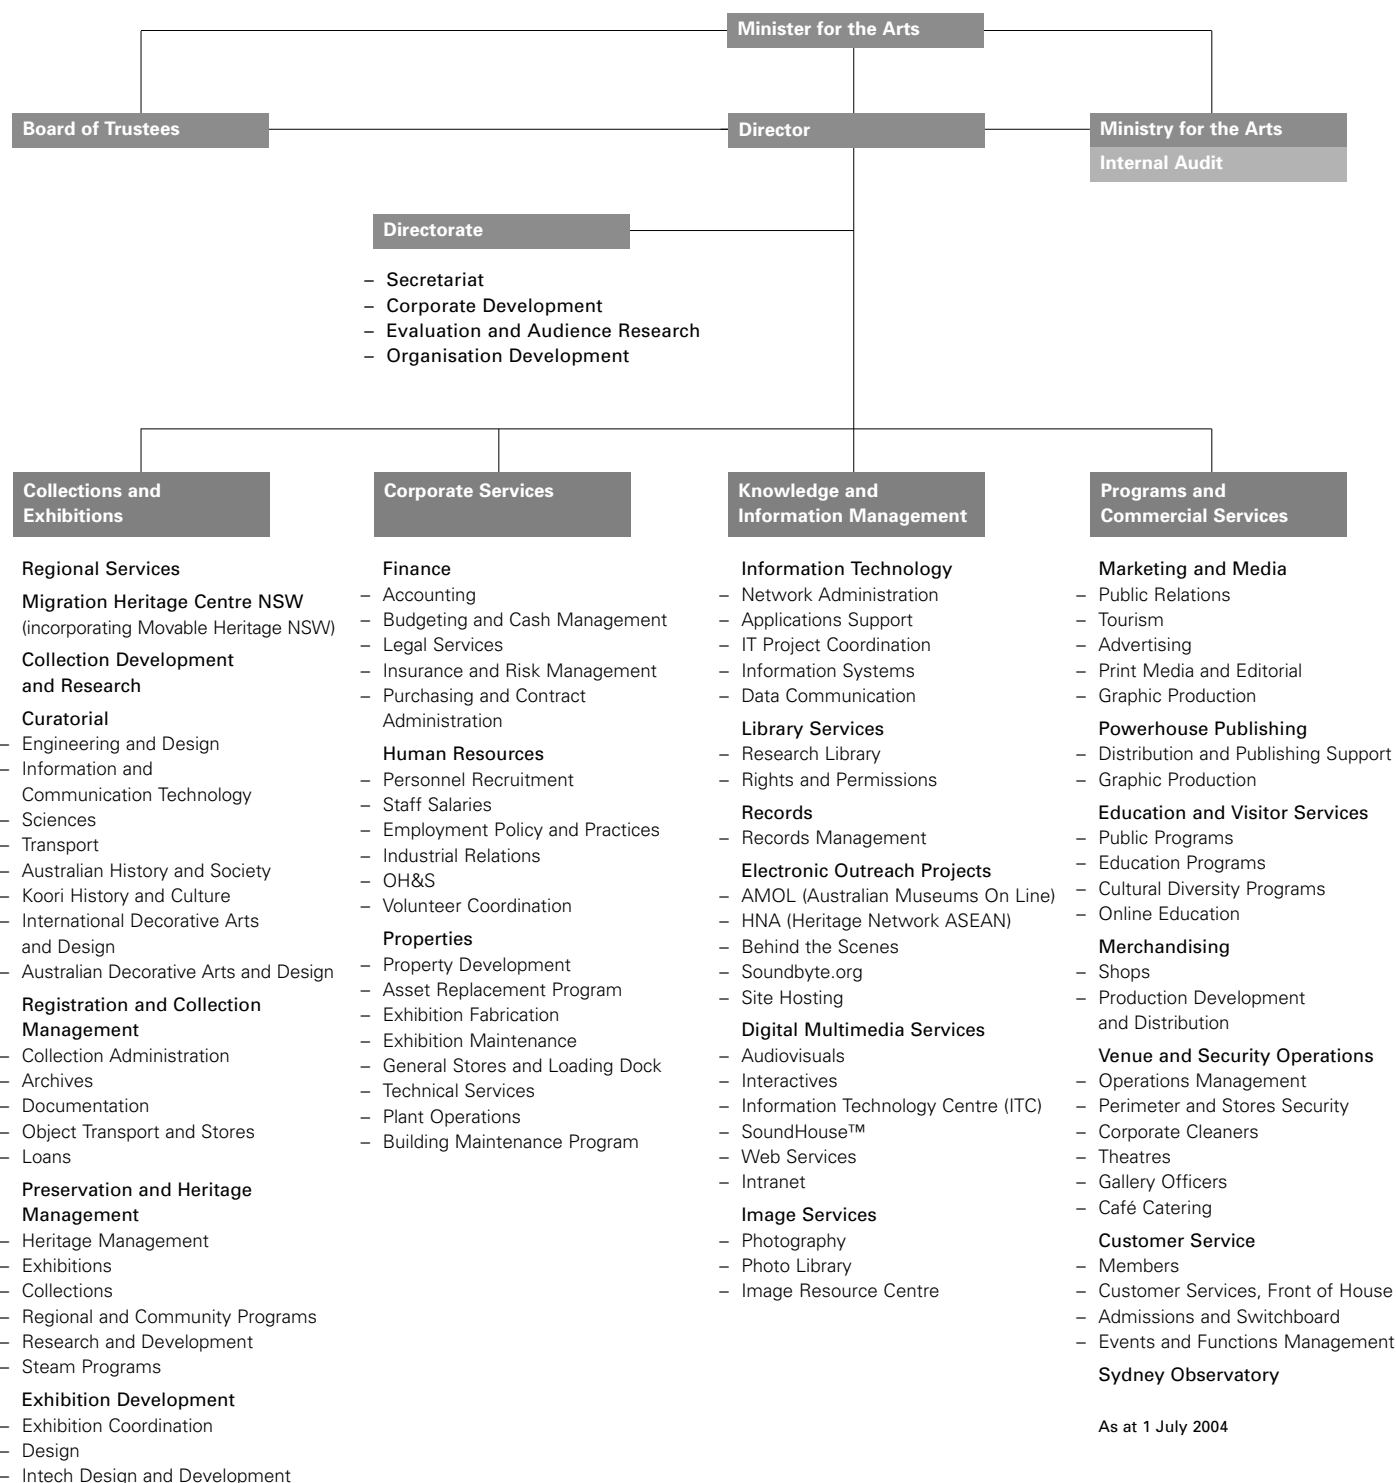 Minister for the Arts
Board of Trustees
Director
Ministry for the Arts
Internal Audit
Directorate
– Secretariat
– Corporate Development
– Evaluation and Audience Research
– Organisation Development
Collections and
Exhibitions
Regional Services
Migration Heritage Centre NSW
(incorporating Movable Heritage NSW)
Collection Development
and Research
Curatorial
– Engineering and Design
– Information and
Communication Technology
– Sciences
– Transport
– Australian History and Society
– Koori History and Culture
– International Decorative Arts
and Design
– Australian Decorative Arts and Design
Registration and Collection
Management
– Collection Administration
– Archives
– Documentation
– Object Transport and Stores
– Loans
Preservation and Heritage
Management
– Heritage Management
– Exhibitions
– Collections
– Regional and Community Programs
– Research and Development
– Steam Programs
Exhibition Development
– Exhibition Coordination
– Design
– Intech Design and Development
Corporate Services
Finance
– Accounting
– Budgeting and Cash Management
– Legal Services
– Insurance and Risk Management
– Purchasing and Contract
Administration
Human Resources
– Personnel Recruitment
– Staff Salaries
– Employment Policy and Practices
– Industrial Relations
– OH&S
– Volunteer Coordination
Properties
– Property Development
– Asset Replacement Program
– Exhibition Fabrication
– Exhibition Maintenance
– General Stores and Loading Dock
– Technical Services
– Plant Operations
– Building Maintenance Program
Knowledge and
Information Management
Information Technology
– Network Administration
– Applications Support
– IT Project Coordination
– Information Systems
– Data Communication
Library Services
– Research Library
– Rights and Permissions
Records
– Records Management
Electronic Outreach Projects
– AMOL (Australian Museums On Line)
– HNA (Heritage Network ASEAN)
– Behind the Scenes
– Soundbyte.org
– Site Hosting
Digital Multimedia Services
– Audiovisuals
– Interactives
– Information Technology Centre (ITC)
– SoundHouse™
– Web Services
– Intranet
Image Services
– Photography
– Photo Library
– Image Resource Centre
Programs and
Commercial Services
Marketing and Media
– Public Relations
– Tourism
– Advertising
– Print Media and Editorial
– Graphic Production
Powerhouse Publishing
– Distribution and Publishing Support
– Graphic Production
Education and Visitor Services
– Public Programs
– Education Programs
– Cultural Diversity Programs
– Online Education
Merchandising
– Shops
– Production Development
and Distribution
Venue and Security Operations
– Operations Management
– Perimeter and Stores Security
– Corporate Cleaners
– Theatres
– Gallery Officers
– Café Catering
Customer Service
– Members
– Customer Services, Front of House
– Admissions and Switchboard
– Events and Functions Management
Sydney Observatory
As at 1 July 2004